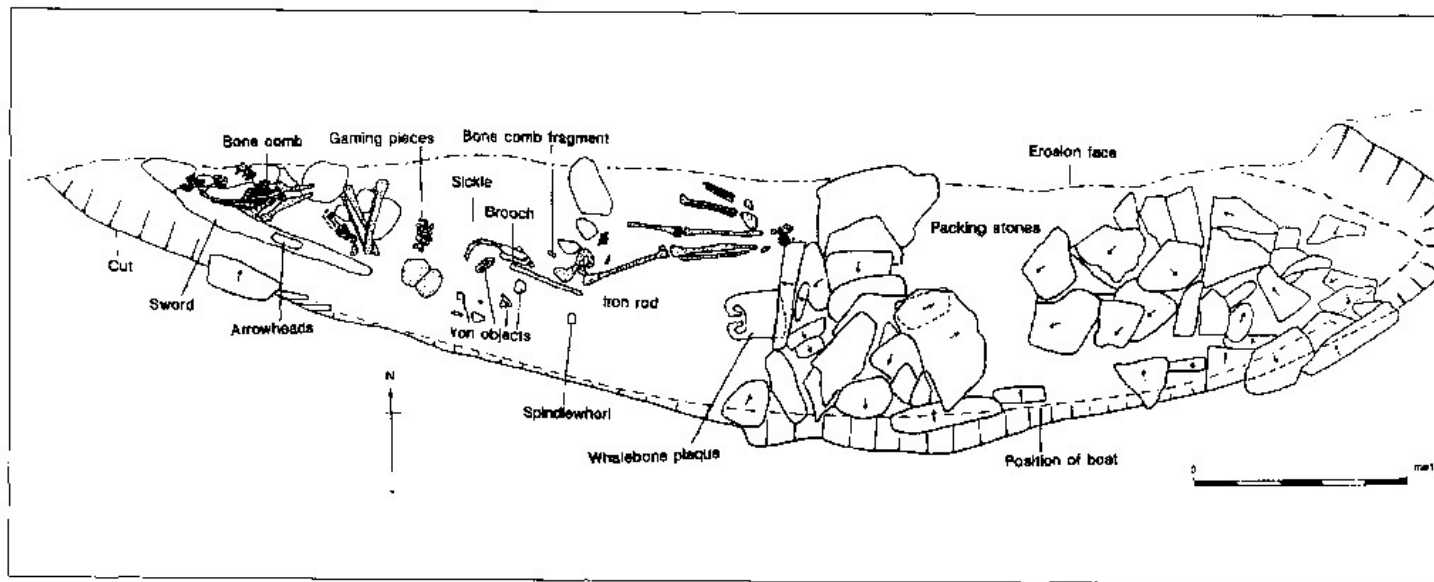 Bone comb
Gaming pieces
Bone comb fragment
Erosion face
Sickle
Brooch
Packing stones
Cut
Sword
Iron rod
Arrowheads
Iron objects
N
Spindlewhorl
Whalebone plaque
Position of boat
0